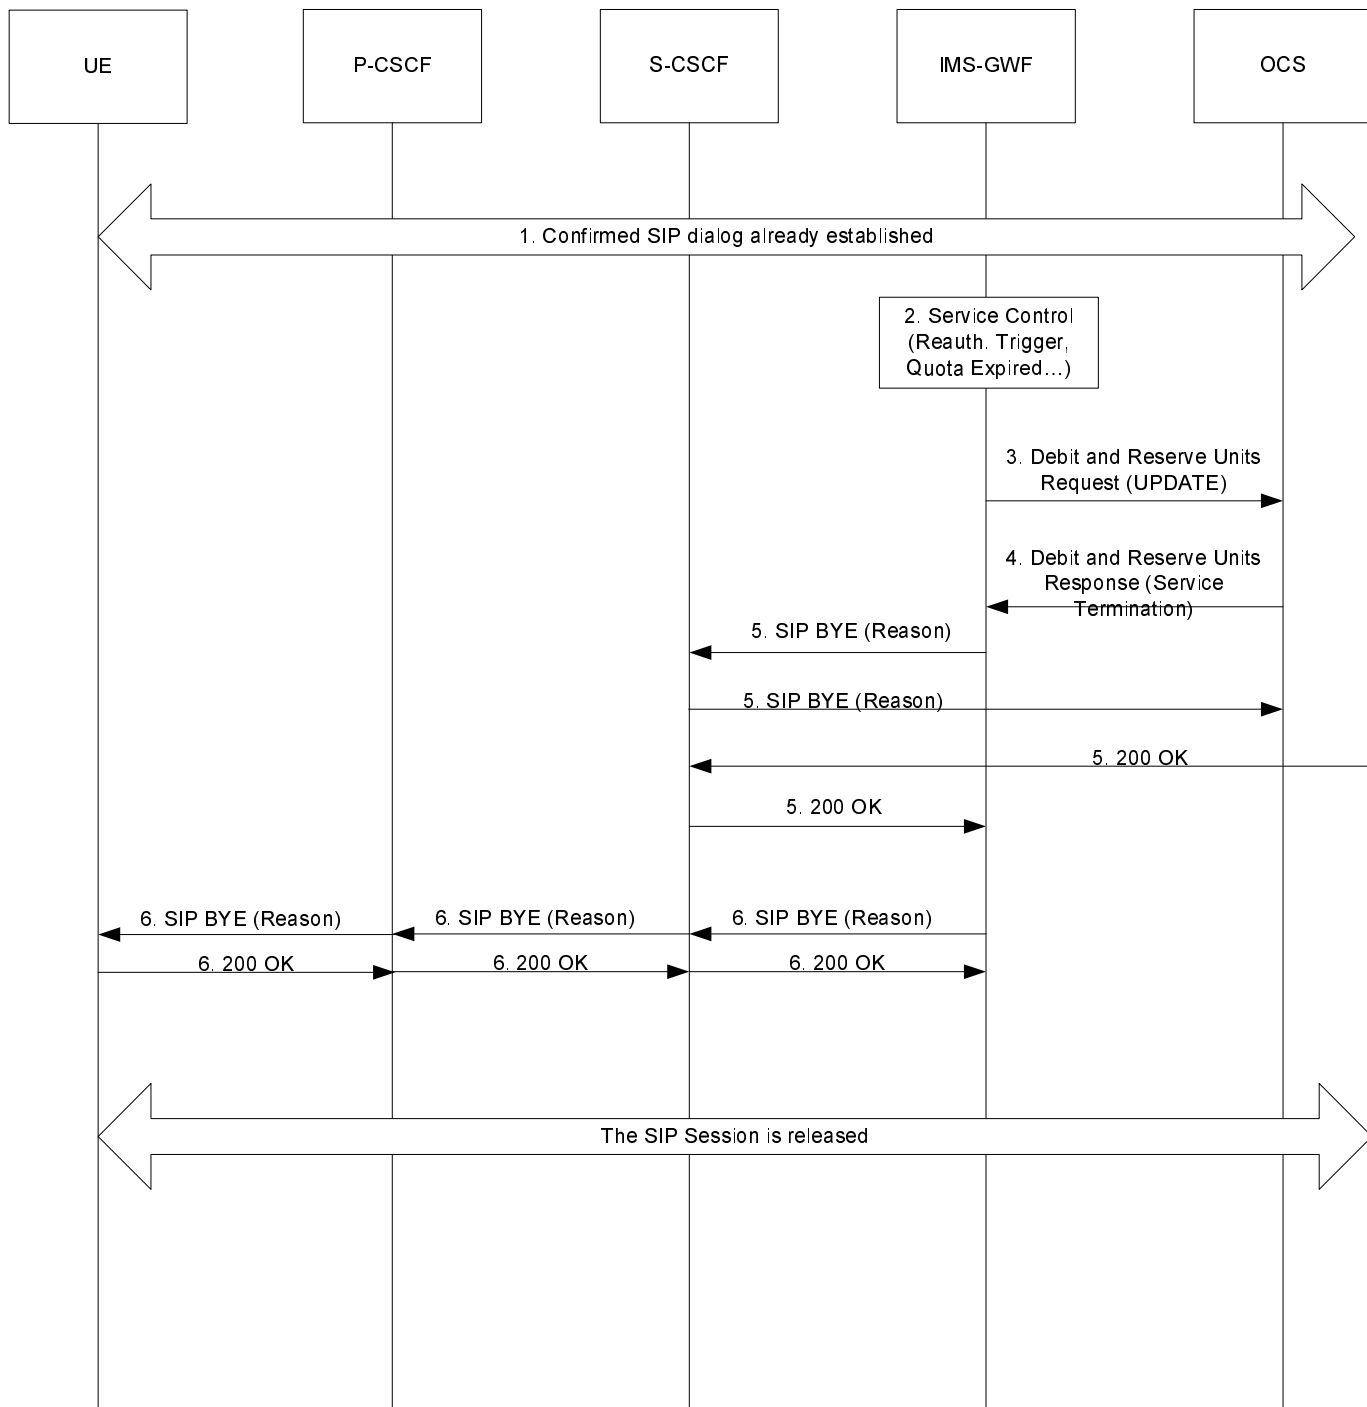 UE
P-CSCF
S-CSCF
IMS-GWF
OCS
1. Confirmed SIP dialog already established
2. Service Control
(Reauth. Trigger,
Quota Expired...)
3. Debit and Reserve Units
Request (UPDATE)
4. Debit and Reserve Units
Response (Service
Termination)
5. SIP BYE (Reason)
5. SIP BYE (Reason)
5. 200 OK
5. 200 OK
6. SIP BYE (Reason)
6. SIP BYE (Reason)
6. SIP BYE (Reason)
6. 200 OK
6. 200 OK
6. 200 OK
The SIP Session is released